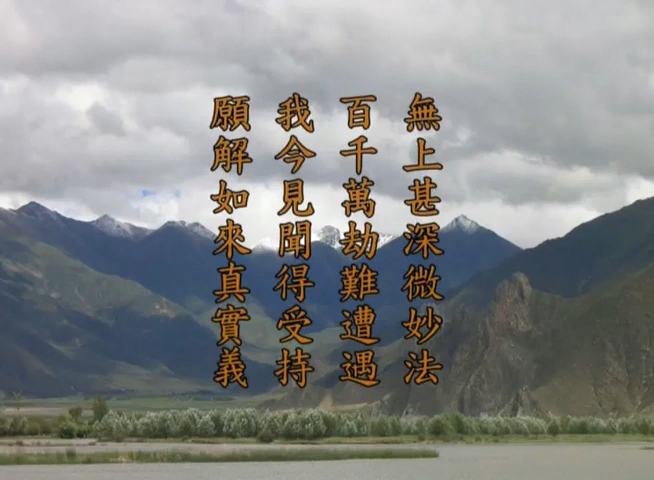 無上甚深微妙法
百千萬劫難遭遇
我今見聞得受持
願解如來真實義